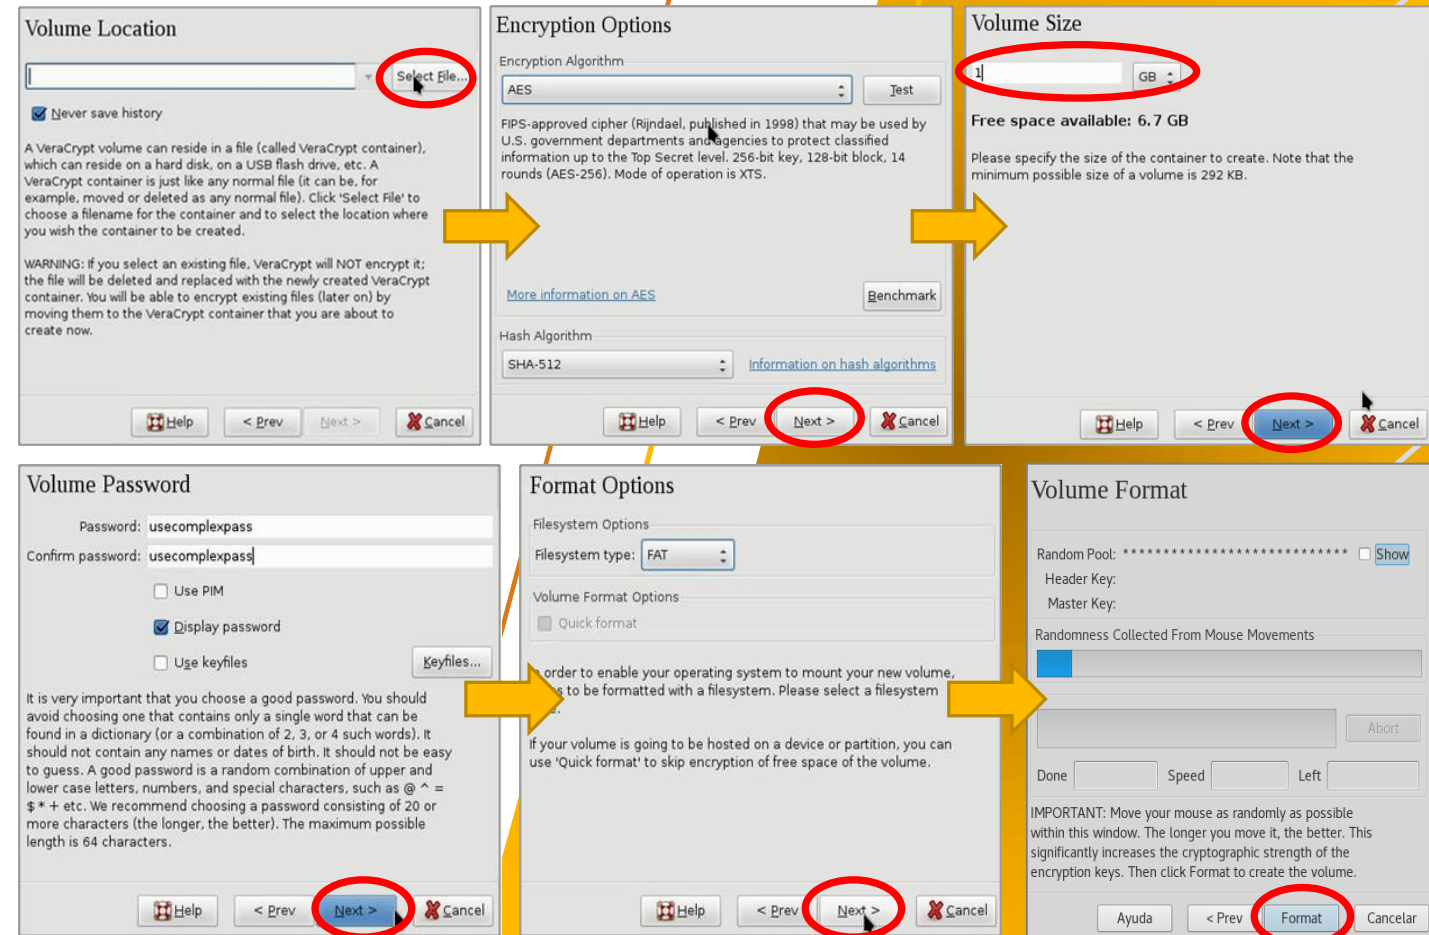 Volume Location
Select File...
Never save history
A VeraCrypt volume can reside in a file (called VeraCrypt container),
which can reside on a hard disk, on a USB flash drive, etc. A
VeraCrypt container is just like any normal file (it can be, for
example, moved or deleted as any normal file). Click 'Select File' to
choose a filename for the container and to select the location where
you wish the container to be created.
WARNING: If you select an existing file, VeraCrypt will NOT encrypt it;
the file will be deleted and replaced with the newly created VeraCrypt
container. You will be able to encrypt existing files (later on) by
moving them to the VeraCrypt container that you are about to
create now.
Help
< Prev
Next >
Cancel
Encryption Options
Encryption Algorithm
AES
Test
FIPS-approved cipher (Rijndael, published in 1998) that may be used by
U.S. government departments and agencies to protect classified
information up to the Top Secret level. 256-bit key, 128-bit block, 14
rounds (AES-256). Mode of operation is XTS.
More information on AES
Benchmark
Hash Algorithm
SHA-512
Information on hash algorithms
Help
< Prev
Next >
Cancel
Volume Size
1
GB
Free space available: 6.7 GB
Please specify the size of the container to create. Note that the
minimum possible size of a volume is 292 KB.
Help
< Prev
Next >
Cancel
Volume Password
Password: usecomplexpass
Confirm password: usecomplexpass
Use PIM
Display password
Use keyfiles
Keyfiles...
It is very important that you choose a good password. You should
avoid choosing one that contains only a single word that can be
found in a dictionary (or a combination of 2, 3, or 4 such words). It
should not contain any names or dates of birth. It should not be easy
to guess. A good password is a random combination of upper and
lower case letters, numbers, and special characters, such as @ ^ =
$ * + etc. We recommend choosing a password consisting of 20 or
more characters (the longer, the better). The maximum possible
length is 64 characters.
Help
< Prev
Next >
Cancel
Format Options
Filesystem Options
Filesystem type: FAT
Volume Format Options
Quick format
order to enable your operating system to mount your new volume,
to be formatted with a filesystem. Please select a filesystem
If your volume is going to be hosted on a device or partition, you can
use 'Quick format' to skip encryption of free space of the volume.
Help
< Prev
Next >
Cancel
Volume Format
Random Pool: * * * * * * * * * * * * * * * * * * * * * * * * * * * *
Show
Header Key:
Master Key:
Randomness Collected From Mouse Movements
Abort
Done
Speed
Left
IMPORTANT: Move your mouse as randomly as possible
within this window. The longer you move it, the better. This
significantly increases the cryptographic strength of the
encryption keys. Then click Format to create the volume.
Ayuda
< Prev
Format
Cancelar